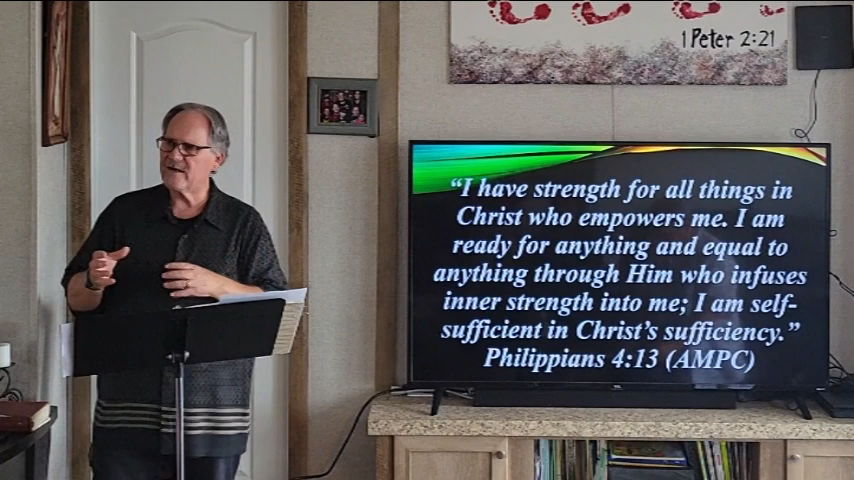 1 Peter 2:21
“I have strength for all things in
Christ who empowers me. I am
ready for anything and equal to
anything through Him who infuses
inner strength into me; I am self-
sufficient in Christ’s sufficiency.”
Philippians 4:13 (AMPC)